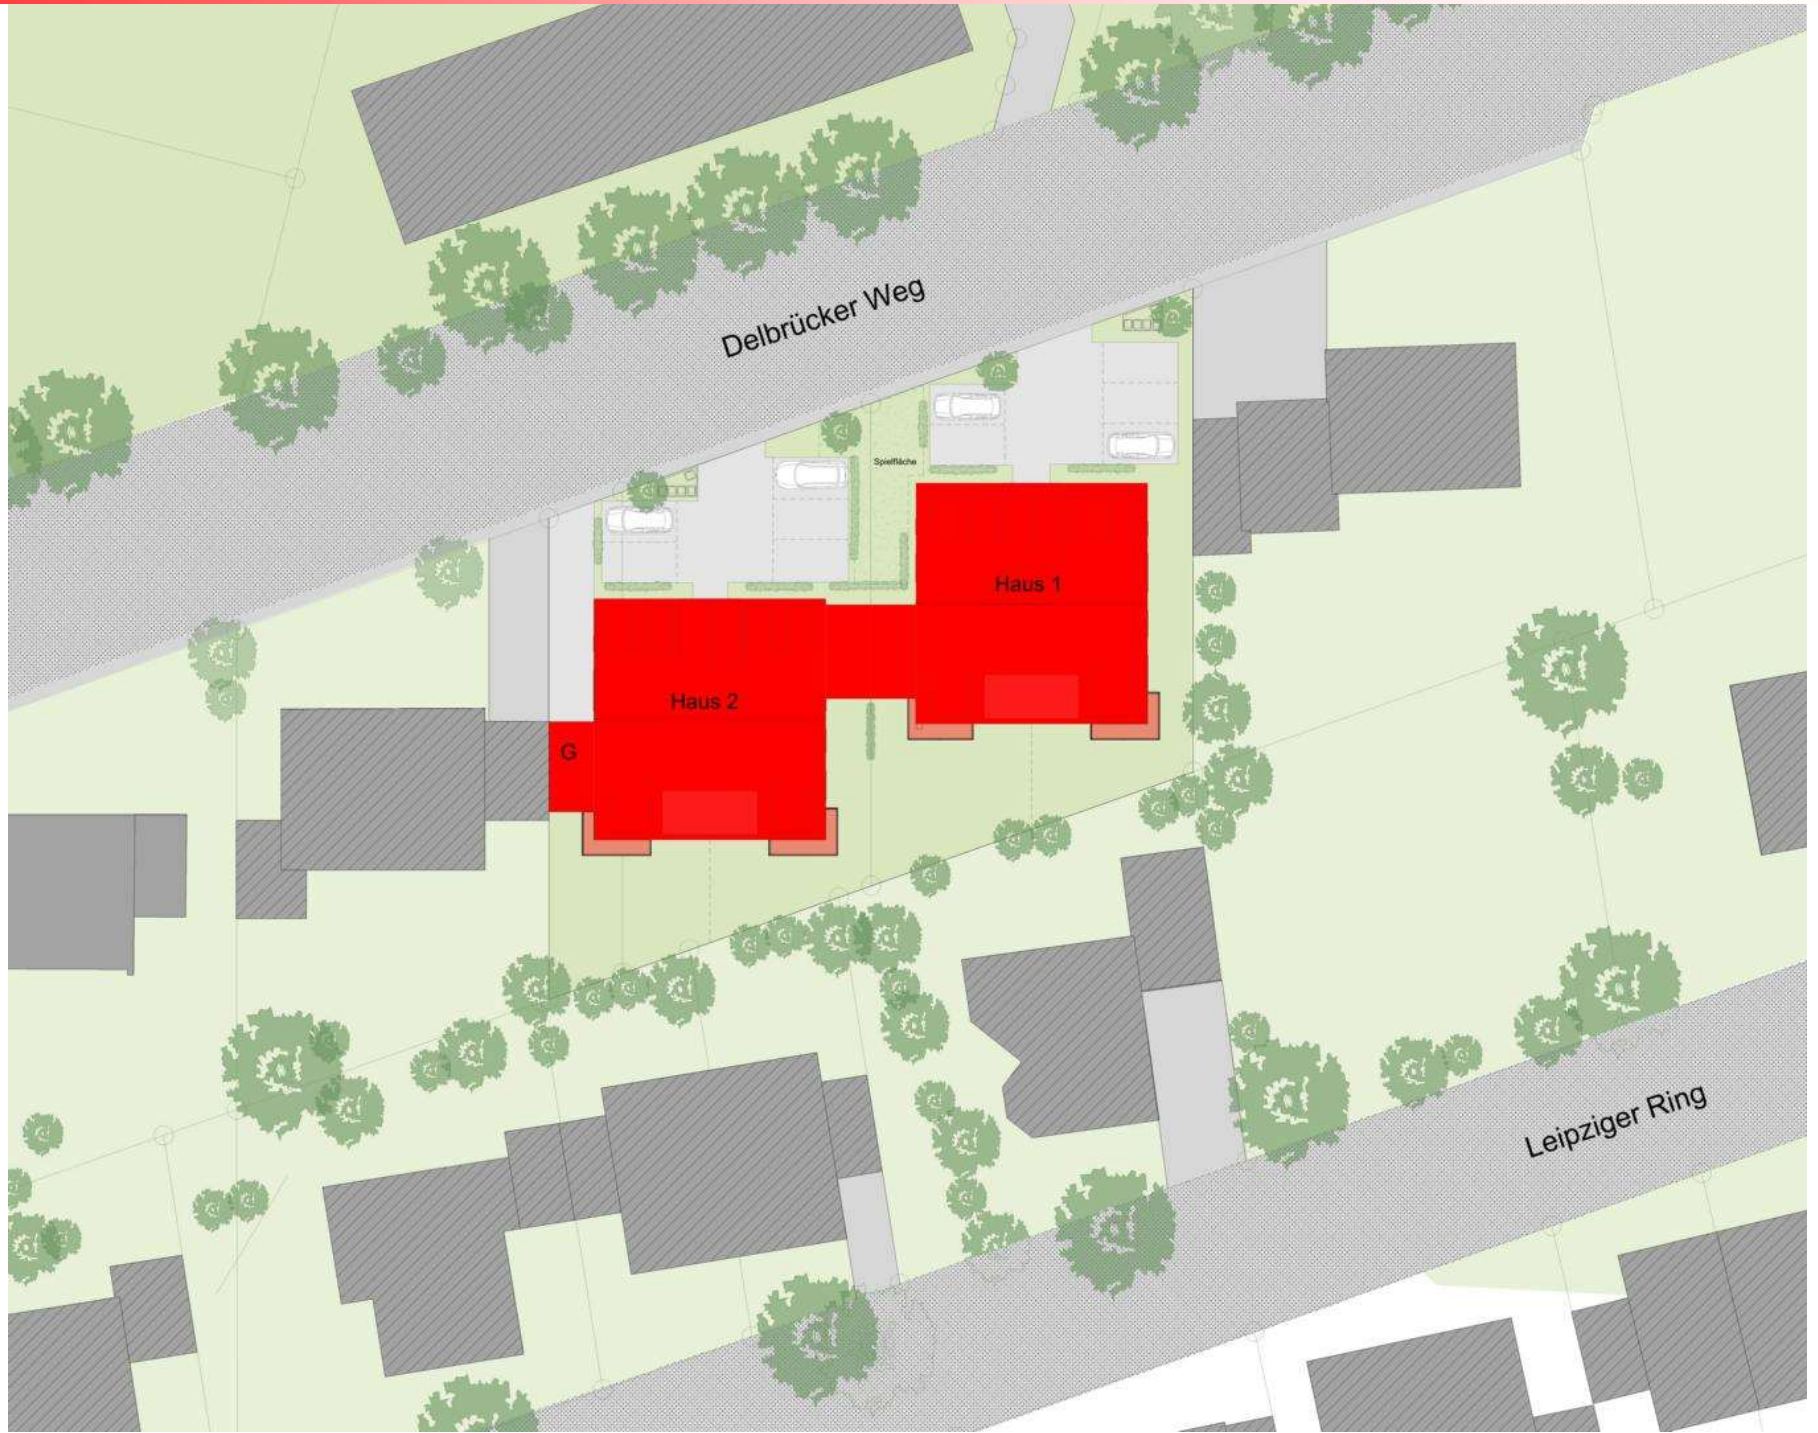 Delbrücker Weg
Spielfläche
Haus 1
Haus 2
G
Leipziger Ring